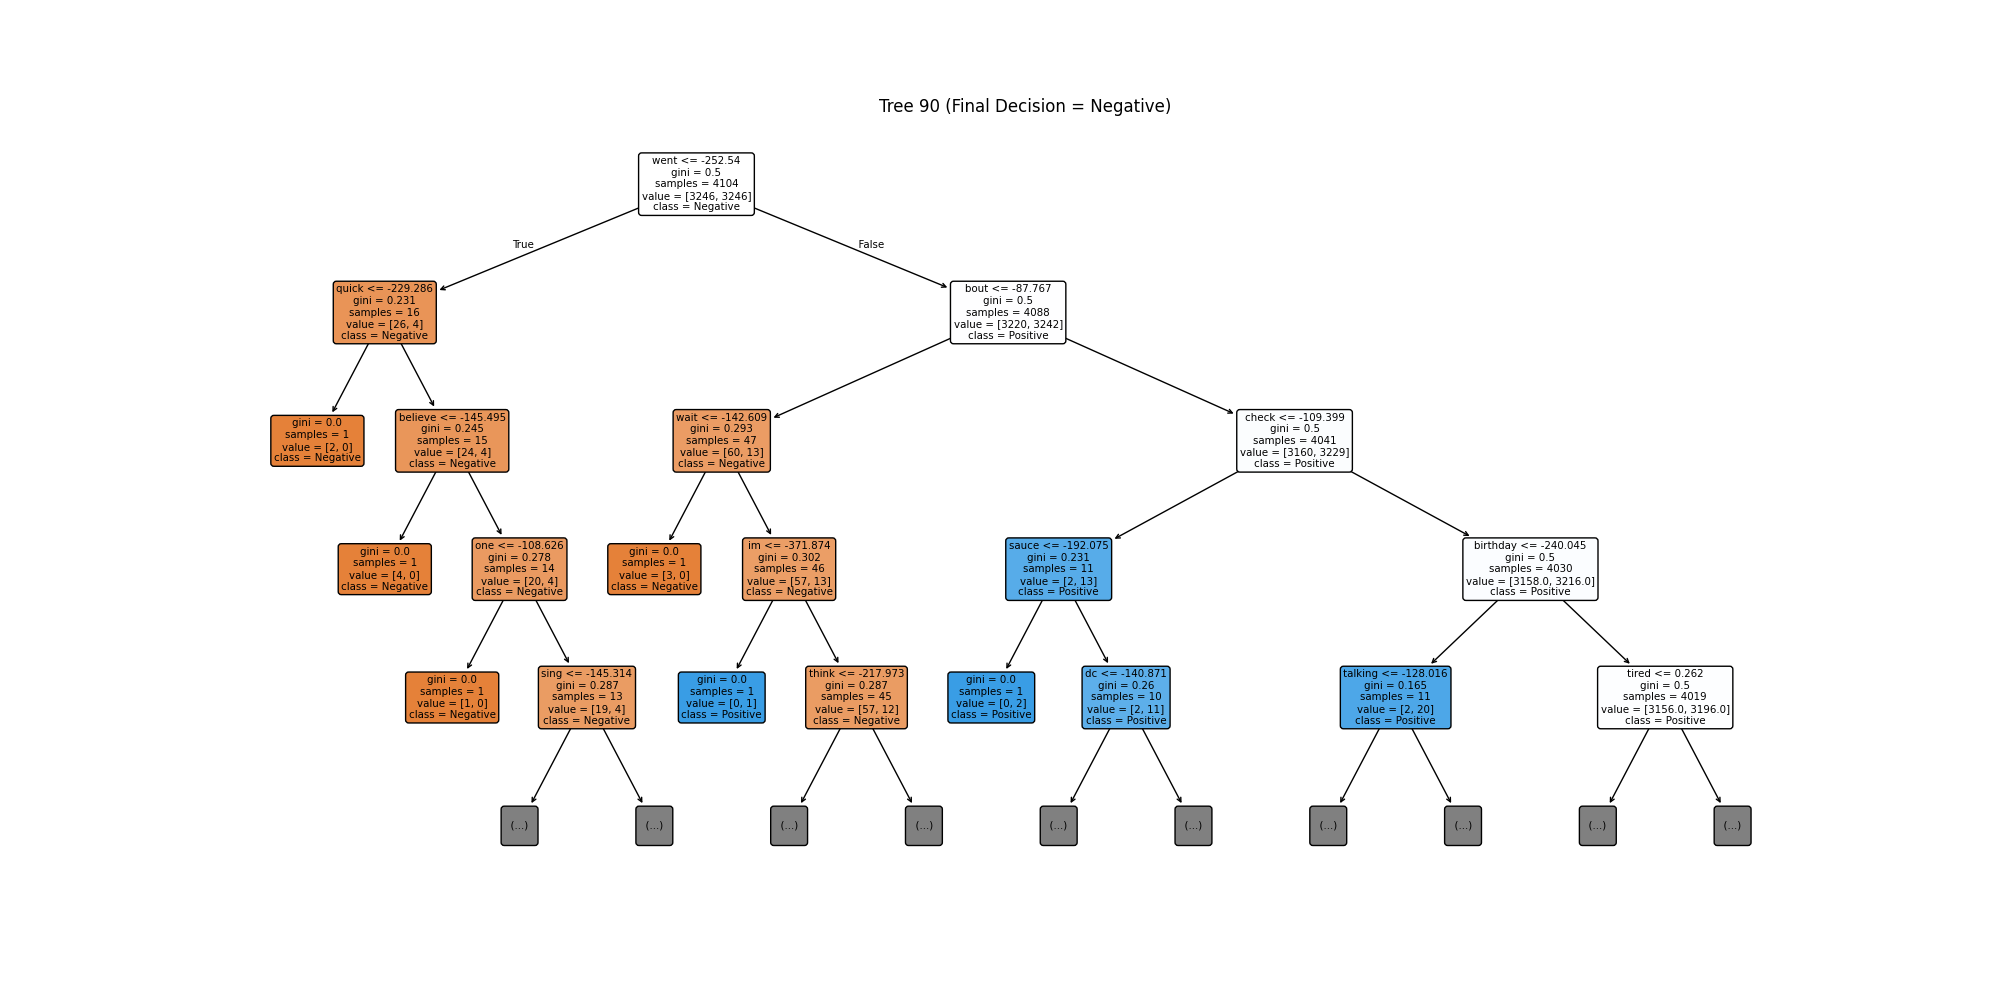 Tree 90 (Final Decision = Negative)
went <= -252.54
gini = 0.5
samples = 4104
value = [3246, 3246]
class = Negative
True
False
quick <= -229.286
gini = 0.231
samples = 16
value = [26, 4]
class = Negative
bout <= -87.767
gini = 0.5
samples = 4088
value = [3220, 3242]
class = Positive
gini = 0.0
samples = 1
value = [2, 0]
class = Negative
believe <= -145.495
gini = 0.245
samples = 15
value = [24, 4]
class = Negative
wait <= -142.609
gini = 0.293
samples = 47
value = [60, 13]
class = Negative
check <= -109.399
gini = 0.5
samples = 4041
value = [3160, 3229]
class = Positive
gini = 0.0
samples = 1
value = [4, 0]
class = Negative
one <= -108.626
gini = 0.278
samples = 14
value = [20, 4]
class = Negative
gini = 0.0
samples = 1
value = [3, 0]
class = Negative
im <= -371.874
gini = 0.302
samples = 46
value = [57, 13]
class = Negative
sauce <= -192.075
gini = 0.231
samples = 11
value = [2, 13]
class = Positive
birthday <= -240.045
gini = 0.5
samples = 4030
value = [3158.0, 3216.0]
class = Positive
gini = 0.0
samples = 1
value = [1, 0]
class = Negative
sing <= -145.314
gini = 0.287
samples = 13
value = [19, 4]
class = Negative
gini = 0.0
samples = 1
value = [0, 1]
class = Positive
think <= -217.973
gini = 0.287
samples = 45
value = [57, 12]
class = Negative
gini = 0.0
samples = 1
value = [0, 2]
class = Positive
dc <= -140.871
gini = 0.26
samples = 10
value = [2, 11]
class = Positive
talking <= -128.016
gini = 0.165
samples = 11
value = [2, 20]
class = Positive
tired <= 0.262
gini = 0.5
samples = 4019
value = [3156.0, 3196.0]
class = Positive
(...)
(...)
(...)
(...)
(...)
(...)
(...)
(...)
(...)
(...)